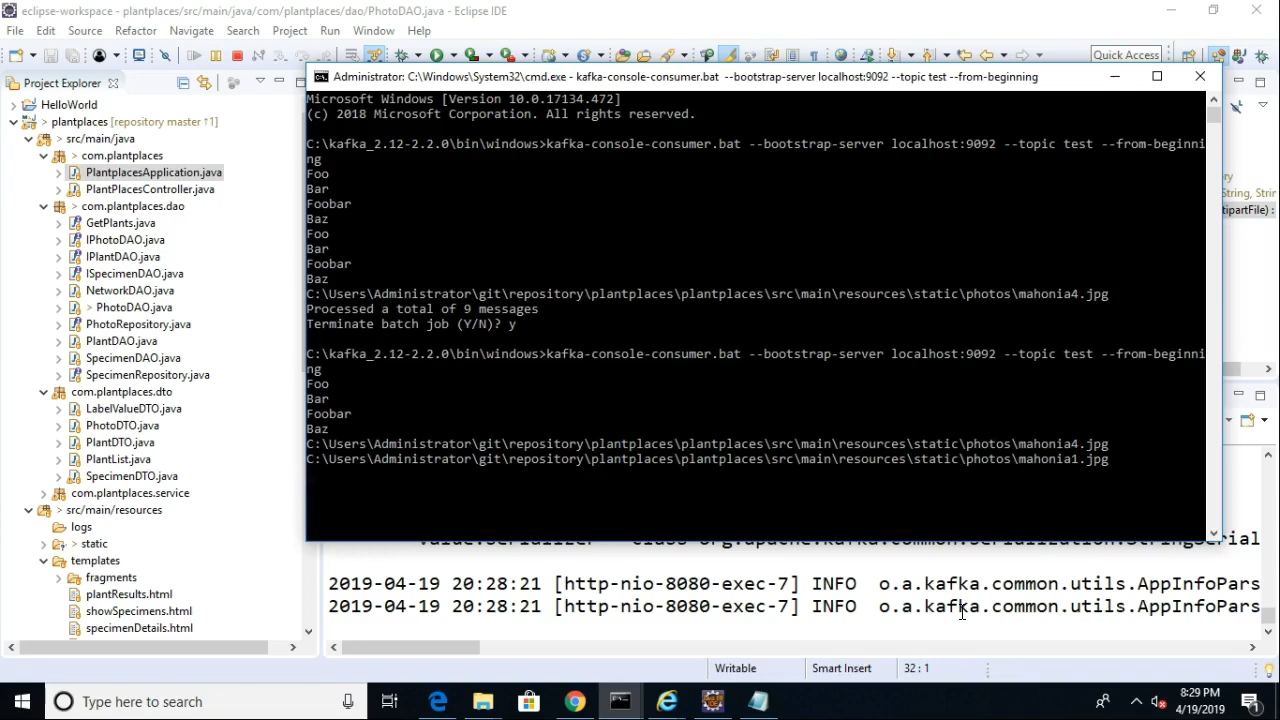 eclipse-workspace - plantplaces/src/main/java/com/plantplaces/dao/PhotoDAO.java - Eclipse IDE
File Edit Source Refactor Navigate Search Project Run Window Help
Quick Access
Project Explorer
HelloWorld
plantplaces [repository master ↑1]
src/main/java
com.plantplaces
PlantplacesApplication.java
PlantPlacesController.java
com.plantplaces.dao
GetPlants.java
IPhotoDAO.java
IPlantDAO.java
ISpecimenDAO.java
NetworkDAO.java
> PhotoDAO.java
PhotoRepository.java
PlantDAO.java
SpecimenDAO.java
SpecimenRepository.java
com.plantplaces.dto
LabelValueDTO.java
PhotoDTO.java
PlantDTO.java
PlantList.java
SpecimenDTO.java
com.plantplaces.service
src/main/resources
logs
> static
templates
fragments
plantResults.html
showSpecimens.html
specimenDetails.html
Administrator: C:\Windows\System32\cmd.exe - kafka-console-consumer.bat --bootstrap-server localhost:9092 --topic test --from-beginning
Microsoft Windows [Version 10.0.17134.472]
(c) 2018 Microsoft Corporation. All rights reserved.
C:\kafka_2.12-2.2.0\bin\windows>kafka-console-consumer.bat --bootstrap-server localhost:9092 --topic test --from-beginni
ng
Foo
Bar
Foobar
Baz
Foo
Bar
Foobar
Baz
C:\Users\Administrator\git\repository\plantplaces\plantplaces\src\main\resources\static\photos\mahonia4.jpg
Processed a total of 9 messages
Terminate batch job (Y/N)? y
C:\kafka_2.12-2.2.0\bin\windows>kafka-console-consumer.bat --bootstrap-server localhost:9092 --topic test --from-beginni
ng
Foo
Bar
Foobar
Baz
C:\Users\Administrator\git\repository\plantplaces\plantplaces\src\main\resources\static\photos\mahonia4.jpg
C:\Users\Administrator\git\repository\plantplaces\plantplaces\src\main\resources\static\photos\mahonia1.jpg
String, Strin
tipartFile) :
value.serializer = class org.apache.kafka.common.serialization.StringSerial
2019-04-19 20:28:21 [http-nio-8080-exec-7] INFO o.a.kafka.common.utils.AppInfoPars
2019-04-19 20:28:21 [http-nio-8080-exec-7] INFO o.a.kafka.common.utils.AppInfoPars
Writable Smart Insert 32 : 1
Type here to search
8:29 PM
4/19/2019
1